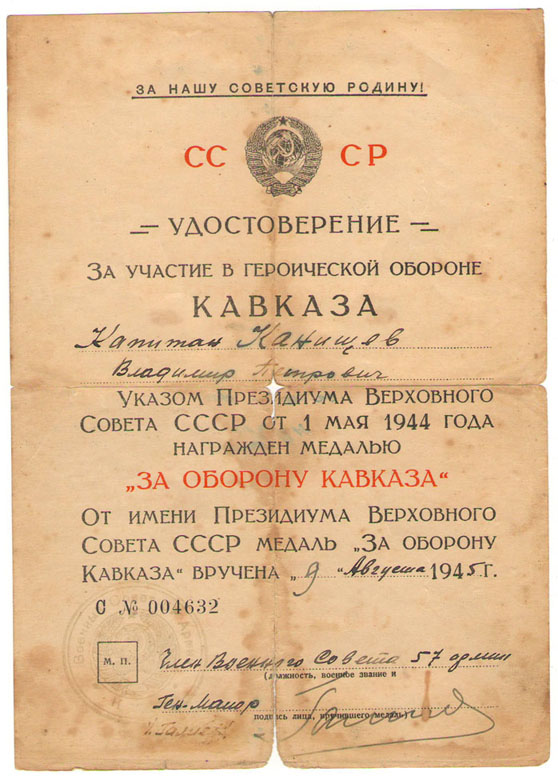 ЗА НАШУ СОВЕТСКУЮ РОДИНУ!
СССР
УДОСТОВЕРЕНИЕ
ЗА УЧАСТИЕ В ГЕРОИЧЕСКОЙ ОБОРОНЕ
КАВКАЗА
Капитан Канищев
Владимир Петрович
УКАЗОМ ПРЕЗИДИУМА ВЕРХОВНОГО
СОВЕТА СССР ОТ 1 МАЯ 1944 ГОДА
НАГРАЖДЕН МЕДАЛЬЮ
„ЗА ОБОРОНУ КАВКАЗА“
ОТ ИМЕНИ ПРЕЗИДИУМА ВЕРХОВНОГО
СОВЕТА СССР МЕДАЛЬ „ЗА ОБОРОНУ
КАВКАЗА“ ВРУЧЕНА „9“ Августа 1945 г.
С № 004632
М. П.
Член Военного Совета 57 армии
(должность, военное звание и
Ген-Майор
подпись лица, вручившего медаль)